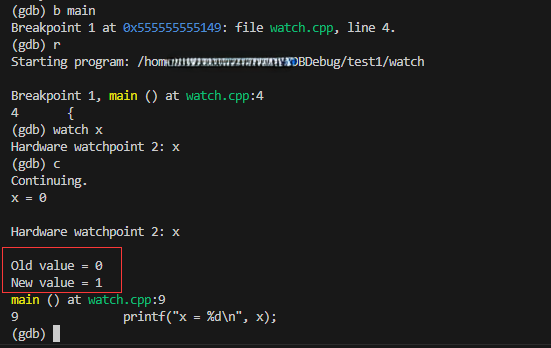 (gdb) b main
Breakpoint 1 at 0x555555555149: file watch.cpp, line 4.
(gdb) r
Starting program: /hom DBDebug/test1/watch
Breakpoint 1, main () at watch.cpp:4
4 {
(gdb) watch x
Hardware watchpoint 2: x
(gdb) c
Continuing.
x = 0
Hardware watchpoint 2: x
Old value = 0
New value = 1
main () at watch.cpp:9
9 printf("x = %d\n", x);
(gdb)